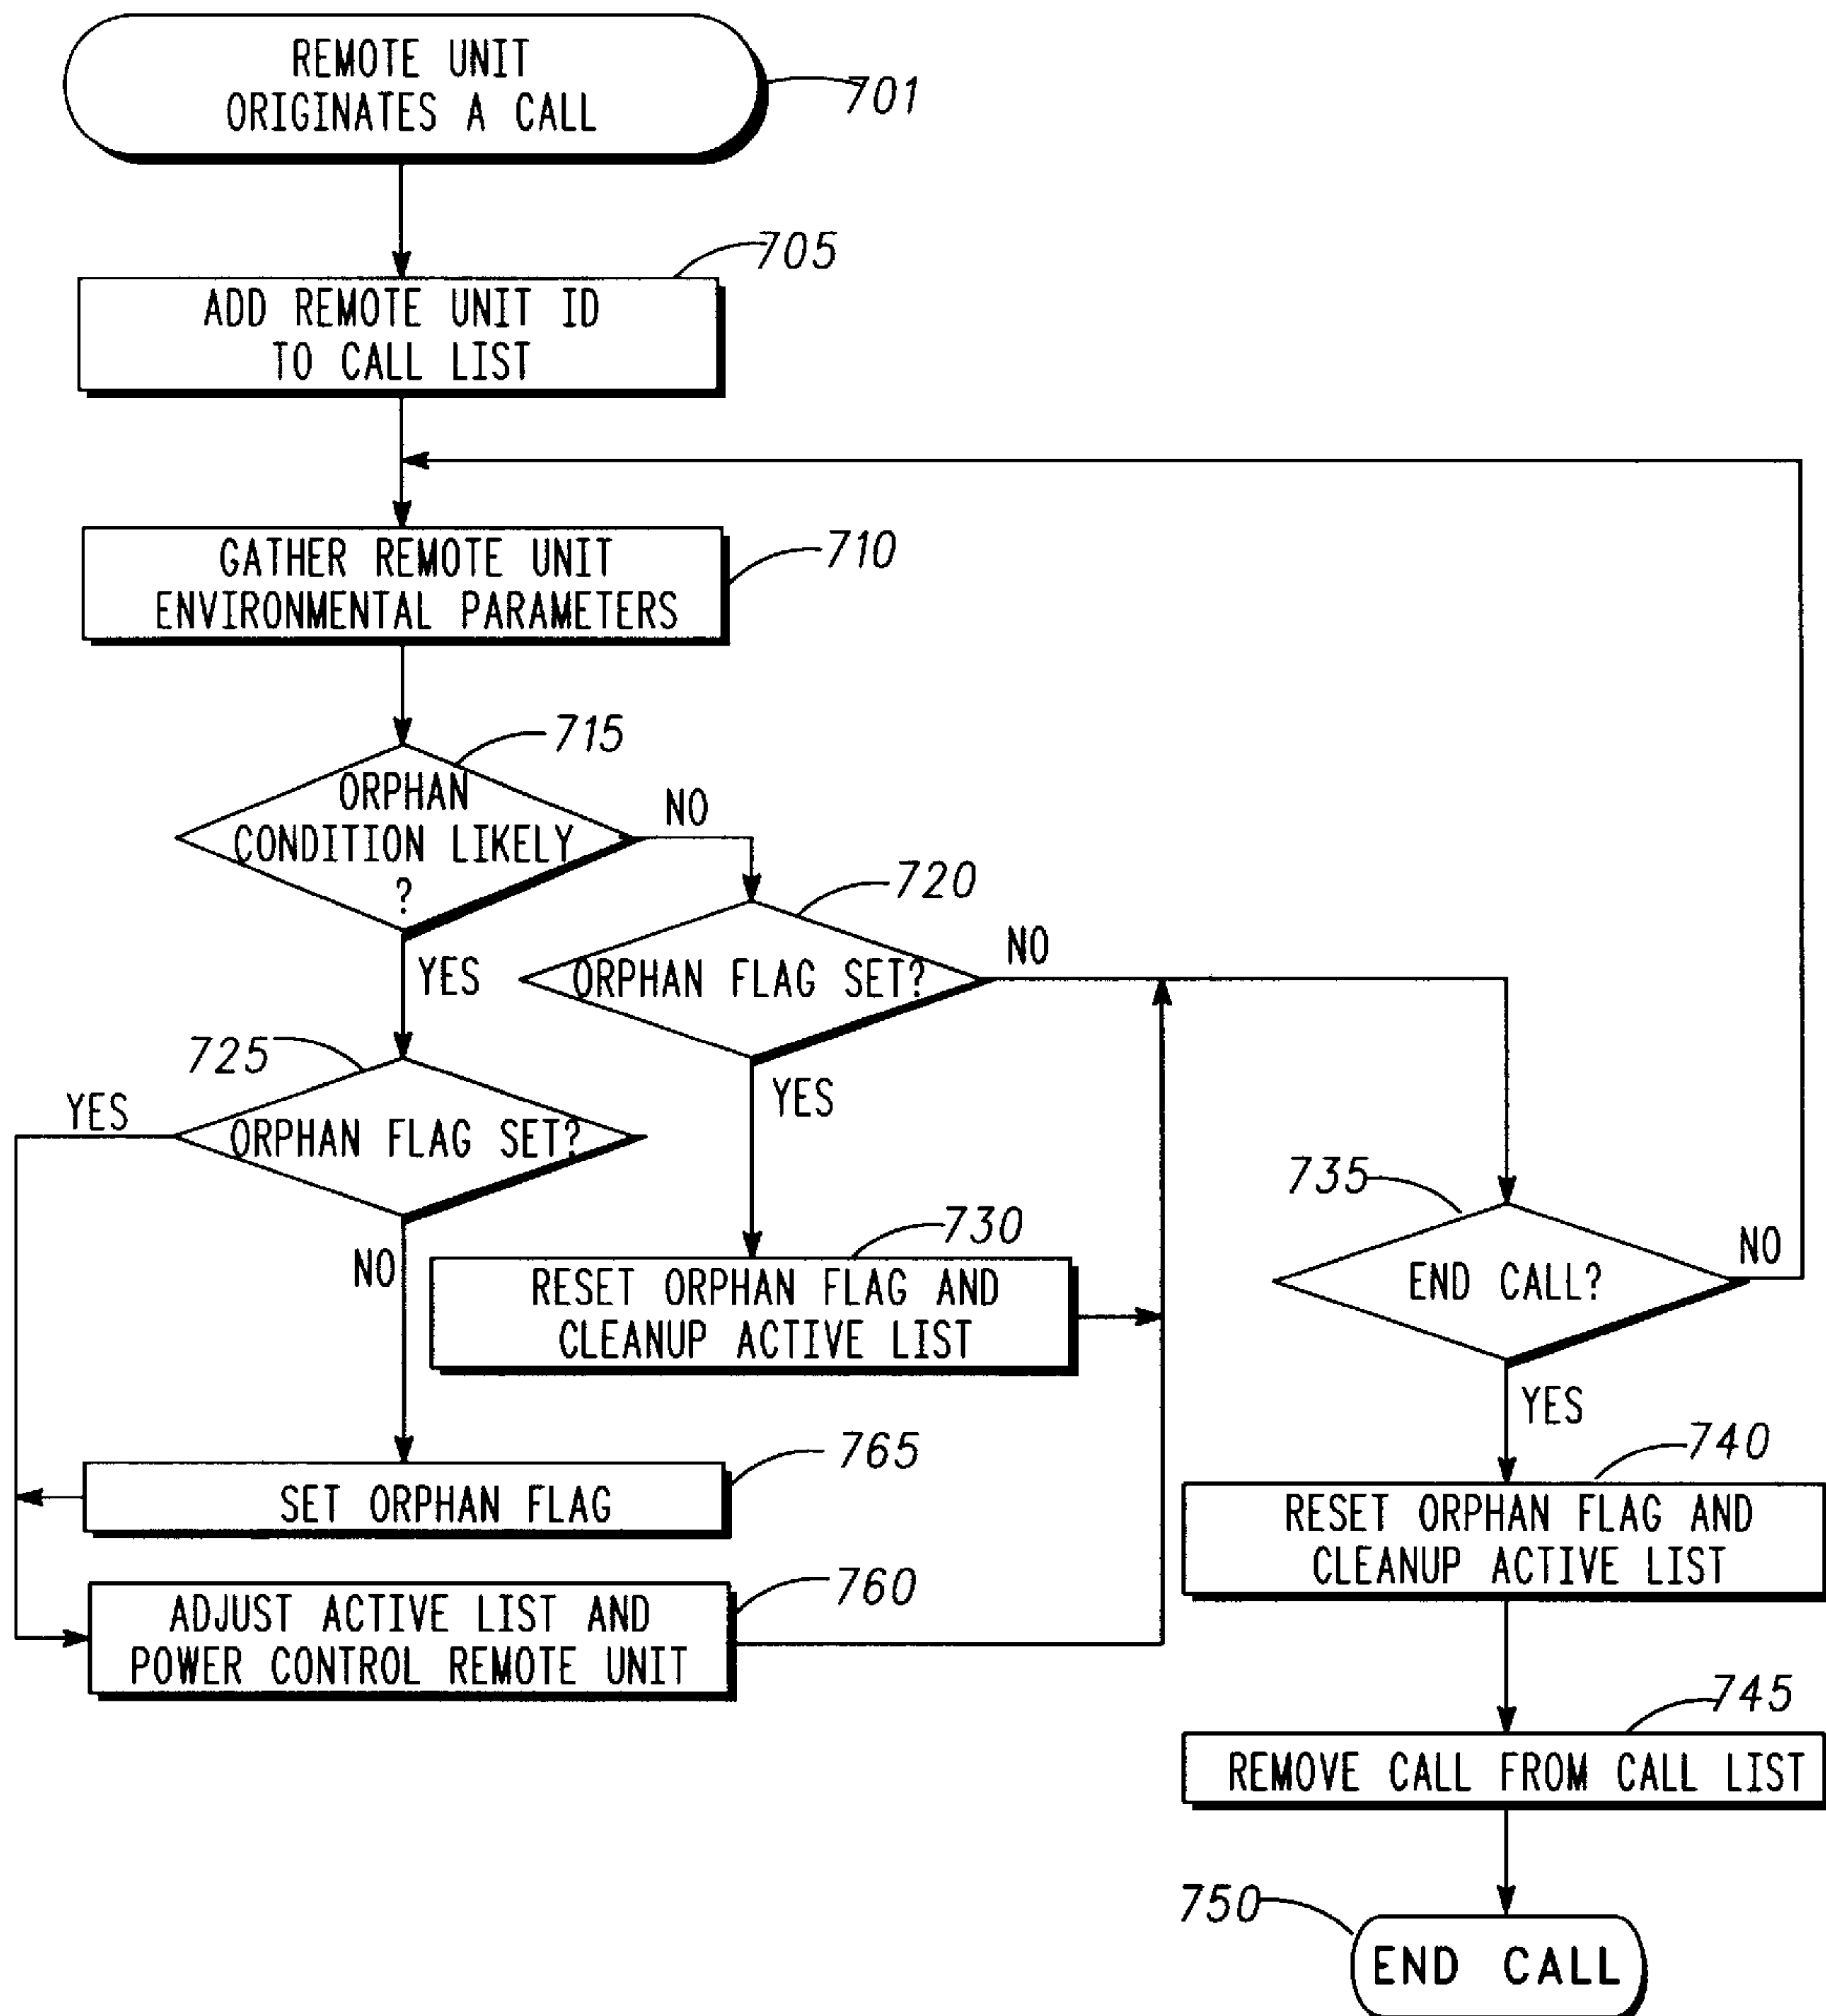 REMOTE UNIT
ORIGINATES A CALL
701
705
ADD REMOTE UNIT ID
TO CALL LIST
GATHER REMOTE UNIT
ENVIRONMENTAL PARAMETERS
710
715
ORPHAN
CONDITION LIKELY
?
NO
YES
720
ORPHAN FLAG SET?
NO
YES
725
YES
ORPHAN FLAG SET?
NO
730
RESET ORPHAN FLAG AND
CLEANUP ACTIVE LIST
735
END CALL?
NO
YES
765
SET ORPHAN FLAG
760
ADJUST ACTIVE LIST AND
POWER CONTROL REMOTE UNIT
740
RESET ORPHAN FLAG AND
CLEANUP ACTIVE LIST
745
REMOVE CALL FROM CALL LIST
750
END CALL